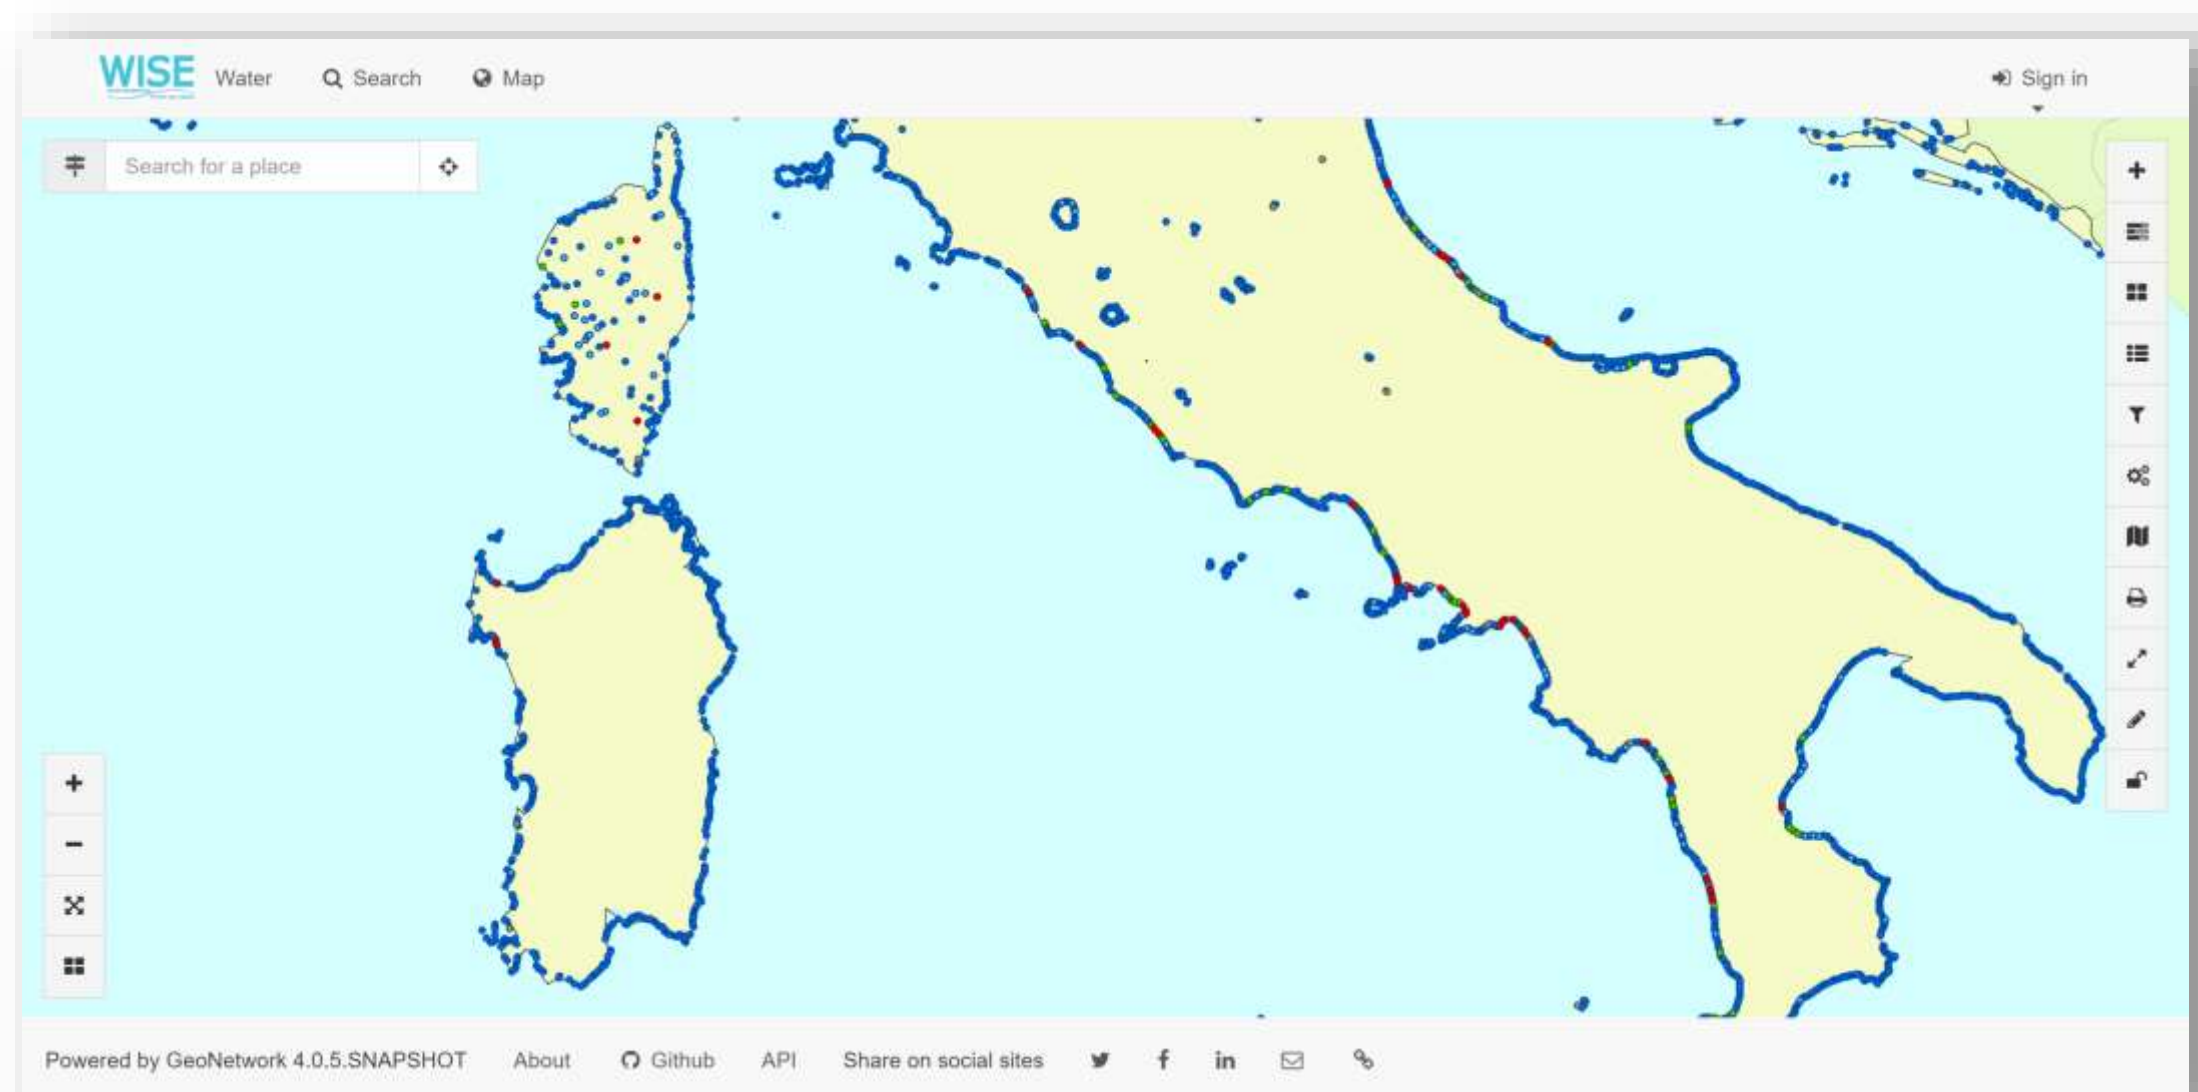 WISE Water Search Map Sign in
Search for a place
Powered by GeoNetwork 4.0.5.SNAPSHOT About Github API Share on social sites